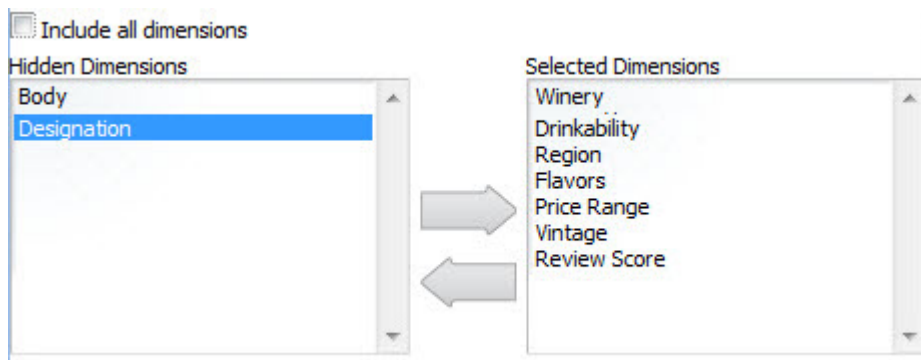 Include all dimensions
Hidden Dimensions
Body
Designation
Selected Dimensions
Winery
Drinkability
Region
Flavors
Price Range
Vintage
Review Score